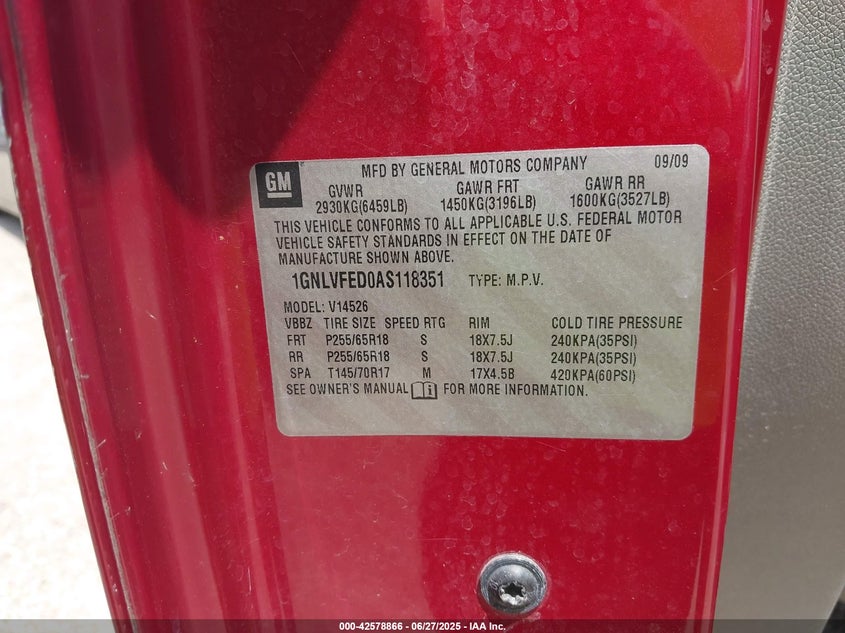 GM
MFD BY GENERAL MOTORS COMPANY 09/09
GVWR GAWR FRT GAWR RR
2930KG(6459LB) 1450KG(3196LB) 1600KG(3527LB)
THIS VEHICLE CONFORMS TO ALL APPLICABLE U.S. FEDERAL MOTOR
VEHICLE SAFETY STANDARDS IN EFFECT ON THE DATE OF
MANUFACTURE SHOWN ABOVE.
1GNLVFED0AS118351 TYPE: M.P.V.
MODEL: V14526
VBBZ TIRE SIZE SPEED RTG RIM COLD TIRE PRESSURE
FRT P255/65R18 S 18X7.5J 240KPA(35PSI)
RR P255/65R18 S 18X7.5J 240KPA(35PSI)
SPA T145/70R17 M 17X4.5B 420KPA(60PSI)
SEE OWNER'S MANUAL FOR MORE INFORMATION.
000-42578866 - 06/27/2025 - IAA Inc.